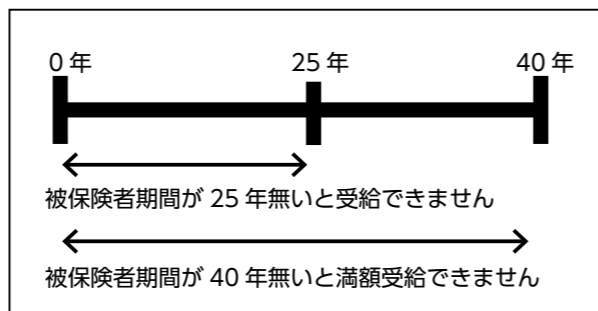 0 年 25 年 40 年
被保険者期間が 25 年無いと受給できません
被保険者期間が 40 年無いと満額受給できません